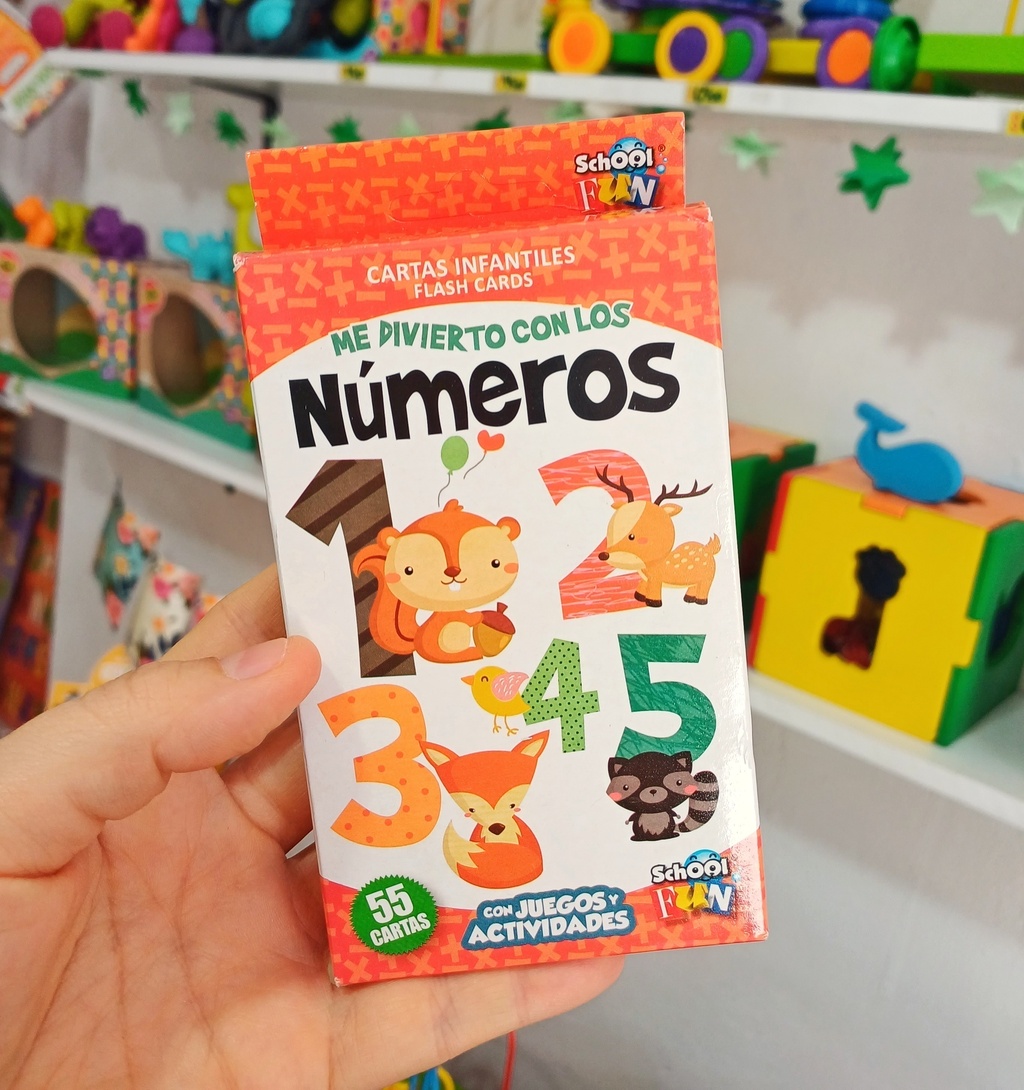 School
FUN
CARTAS INFANTILES
FLASH CARDS
ME DIVIERTO CON LOS
Números
1
2
3
4
5
55
CARTAS
CON JUEGOS Y
ACTIVIDADES
School
FUN